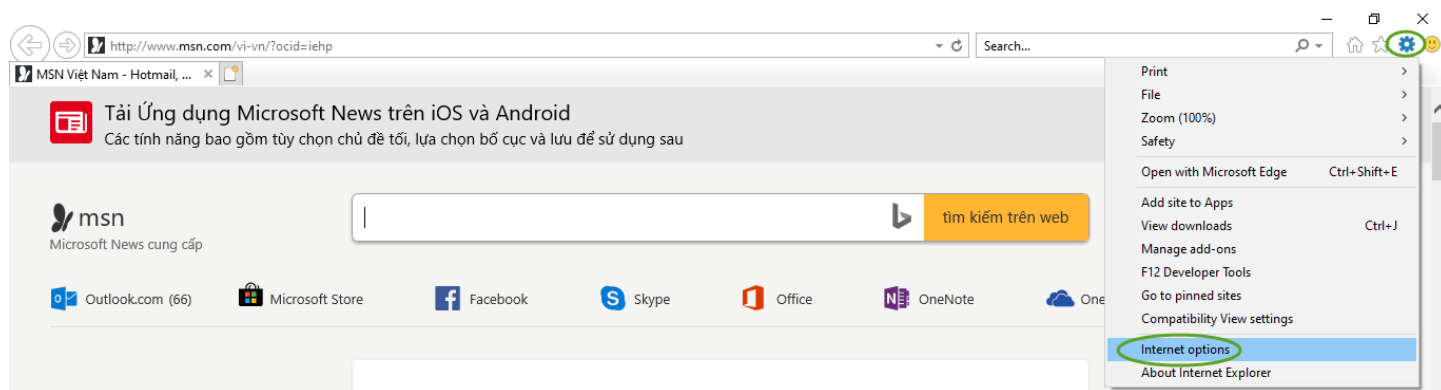 http://www.msn.com/vi-vn/?ocid=iehp
Search...
MSN Việt Nam - Hotmail, ...
Tải Ứng dụng Microsoft News trên iOS và Android
Các tính năng bao gồm tùy chọn chủ đề tối, lựa chọn bố cục và lưu để sử dụng sau
msn
Microsoft News cung cấp
tìm kiếm trên web
Outlook.com (66)
Microsoft Store
Facebook
Skype
Office
OneNote
One
Print
File
Zoom (100%)
Safety
Open with Microsoft Edge Ctrl+Shift+E
Add site to Apps
View downloads Ctrl+J
Manage add-ons
F12 Developer Tools
Go to pinned sites
Compatibility View settings
Internet options
About Internet Explorer